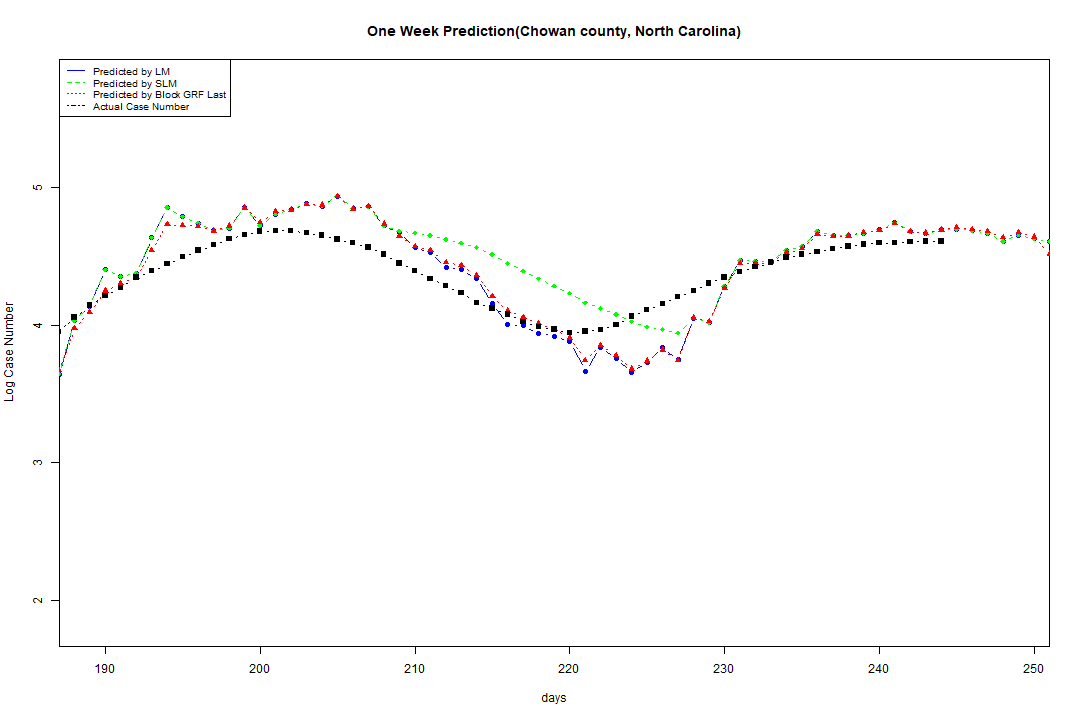 One Week Prediction(Chowan county, North Carolina)
Predicted by LM
Predicted by SLM
Predicted by Block GRF Last
Actual Case Number
5
4
3
2
Log Case Number
190 200 210 220 230 240 250
days